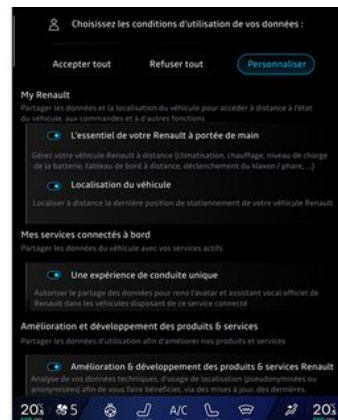 Choisissez les conditions d'utilisation de vos données :
Accepter tout Refuser tout Personnaliser
My Renault
Partager les données et la localisation du véhicule pour accéder à distance à l'état
du véhicule, aux commandes et à d'autres fonctions
L'essentiel de votre Renault à portée de main
Gérez votre véhicule Renault à distance (climatisation, chauffage, niveau de charge
de la batterie, tableau de bord à distance, déclenchement du klaxon / phare, ...)
Localisation du véhicule
Localiser à distance la dernière position de stationnement de votre véhicule Renault
Mes services connectés à bord
Partager les données du véhicule avec vos services actifs
Une expérience de conduite unique
Autoriser le partage des données pour reno l'avatar et assistant vocal officiel de
Renault dans les véhicules disposant de ce service connecté
Amélioration et développement des produits & services
Partager les données d'utilisation afin d'améliorer nos produits et services
Amélioration & développement des produits & services Renault
Analyse de vos données techniques, d'usage de localisation (pseudonymisées ou
anonymisées) afin de vous faire bénéficier, via des mises à jour, des dernières
20 5 A/C 20